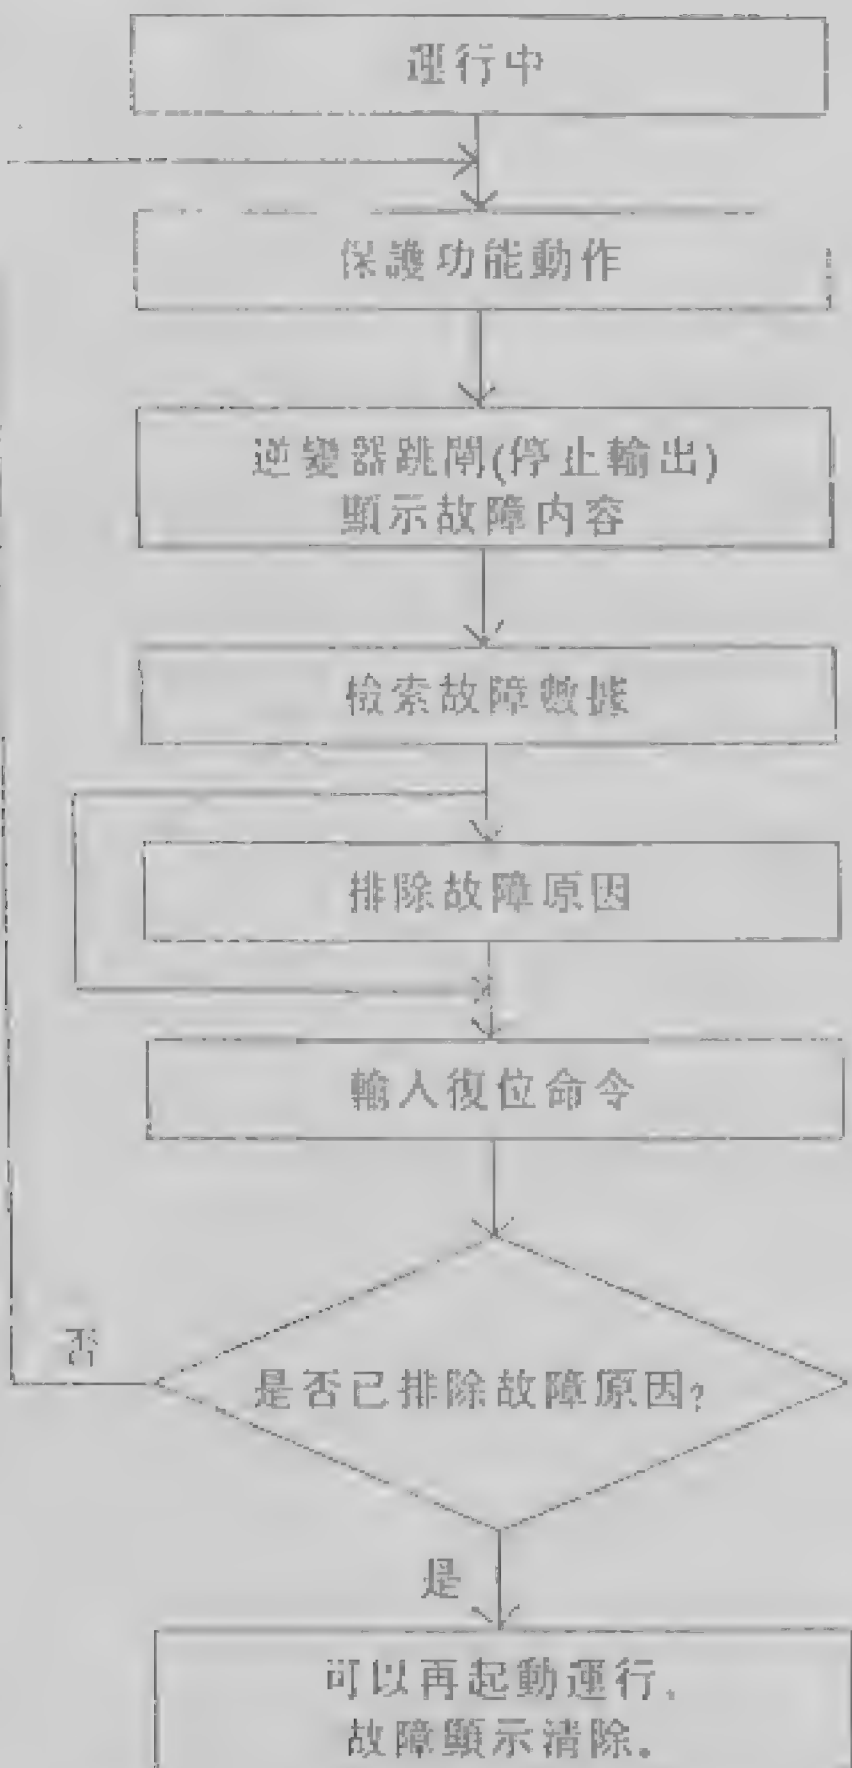 運行中
保護功能動作
逆變器跳閘(停止輸出)
顯示故障内容
檢索故障數據
排除故障原因
輸入復位命令
是否已排除故障原因?
否
是
可以再起動運行.
故障顯示清除。